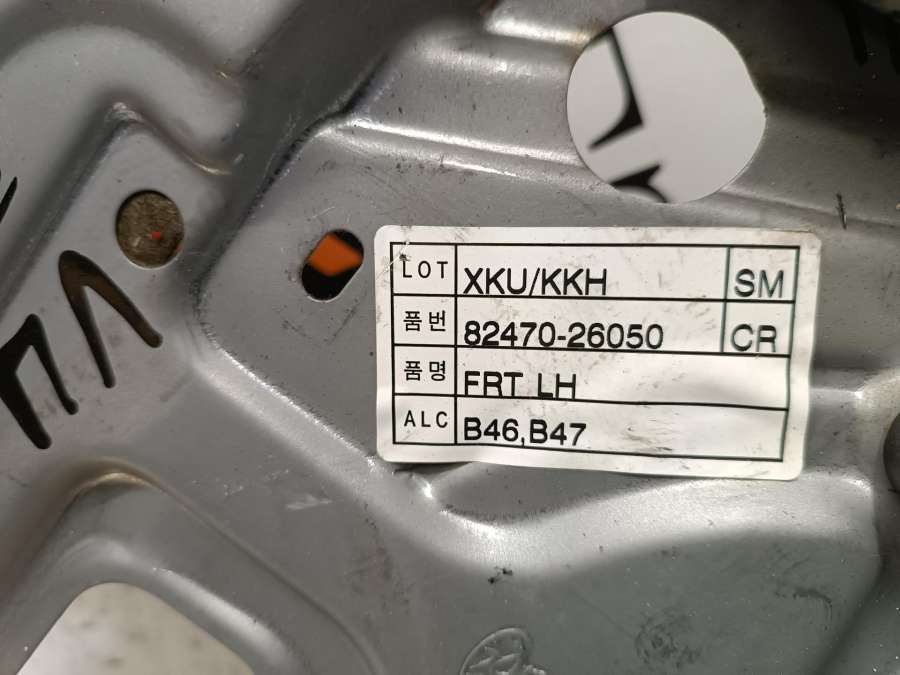 LOT XKU/KKH SM
품번 82470-26050 CR
품명 FRT LH
ALC B46,B47